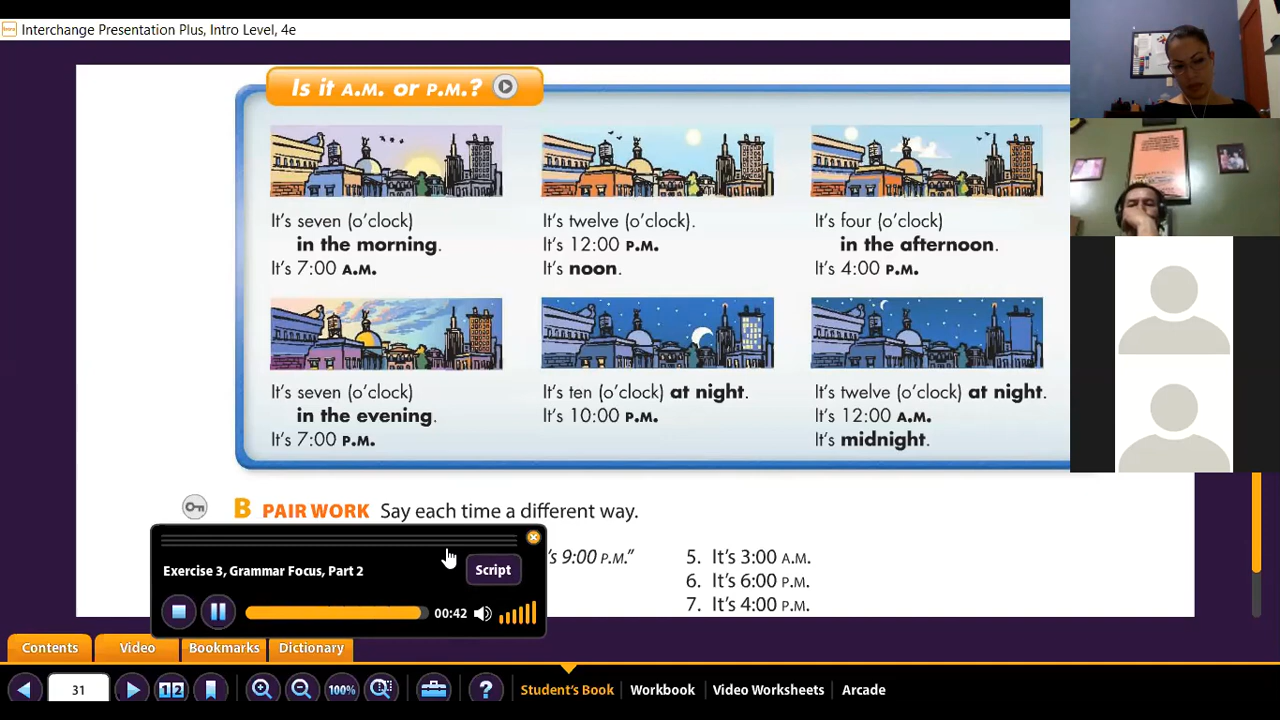 Interchange Presentation Plus, Intro Level, 4e
Is it A.M. or P.M.?
It's seven (o'clock)
in the morning.
It's 7:00 A.M.
It's twelve (o'clock).
It's 12:00 P.M.
It's noon.
It's four (o'clock)
in the afternoon.
It's 4:00 P.M.
It's seven (o'clock)
in the evening.
It's 7:00 P.M.
It's ten (o'clock) at night.
It's 10:00 P.M.
It's twelve (o'clock) at night.
It's 12:00 A.M.
It's midnight.
B PAIR WORK Say each time a different way.
's 9:00 P.M."
5. It's 3:00 A.M.
6. It's 6:00 P.M.
7. It's 4:00 P.M.
Exercise 3, Grammar Focus, Part 2
Script
00:42
Contents Video Bookmarks Dictionary
31 1 2 100% ? Student's Book Workbook Video Worksheets Arcade